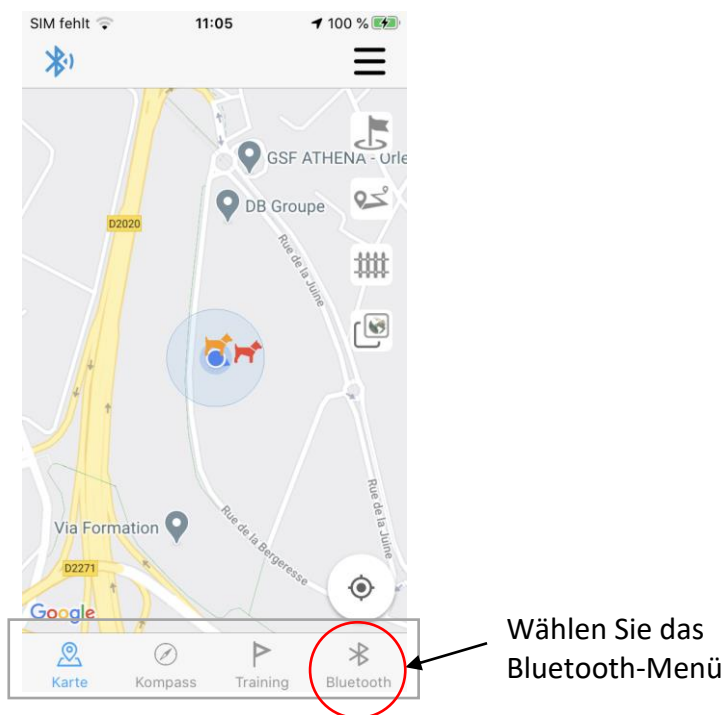 SIM fehlt 11:05 100 %
GSF ATHENA - Orle
DB Groupe
D2020
Rue de la Juine
Via Formation
Rue de la Bergeresse
Rue de la Juine
D2271
Google
Karte Kompass Training Bluetooth
Wählen Sie das
Bluetooth-Menü